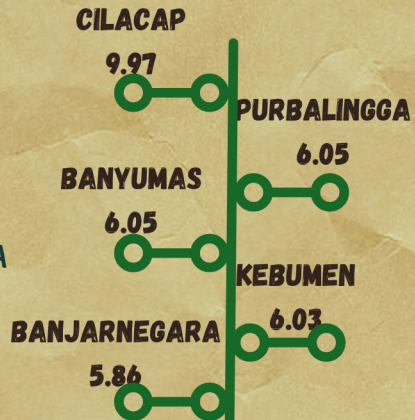 CILACAP
9.97
PURBALINGGA
6.05
BANYUMAS
6.05
KEBUMEN
6.03
BANJARNEGARA
5.86